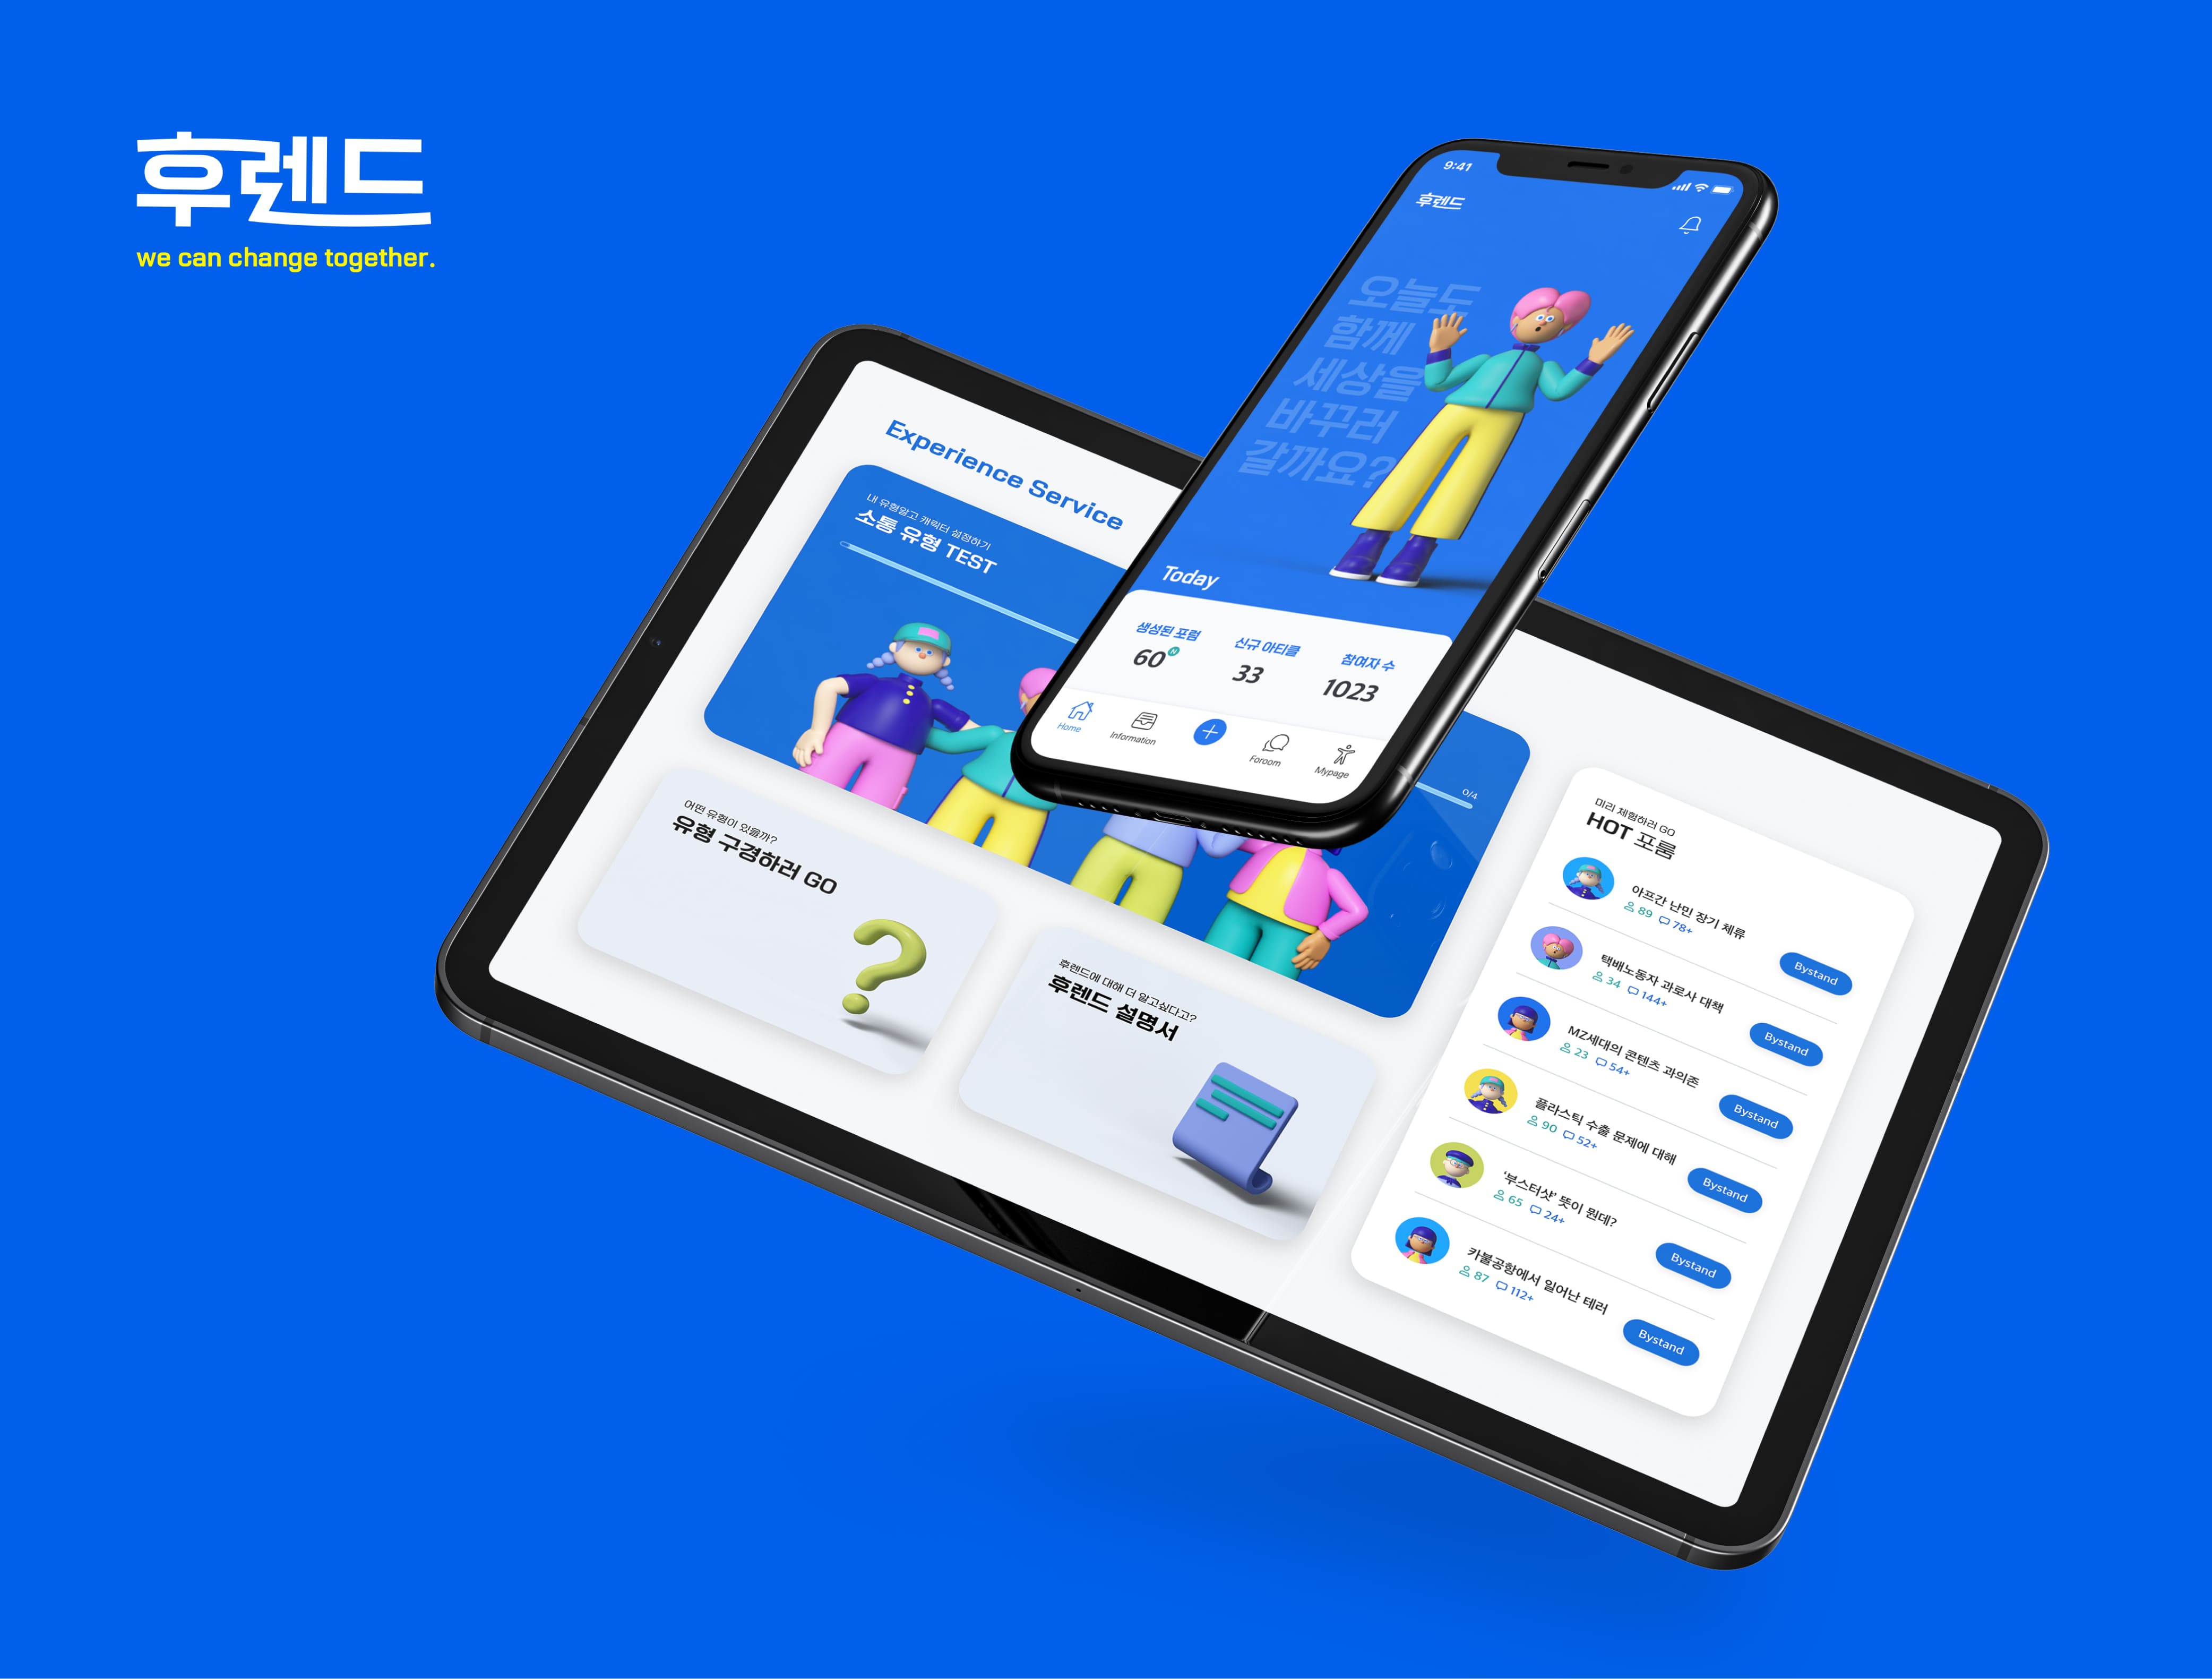 후렌드
we can change together.
9:41
후렌드
오늘도
함께
세상을
바꾸러
갈까요?
Today
생성된 포럼
60
N
신규 아티클
33
참여자 수
1023
Home
Information
Foroom
Mypage
Experience Service
내 유형알고 캐릭터 설정하기
소통 유형 TEST
0/4
어떤 유형이 있을까?
유형 구경하러 GO
후렌드에 대해 더 알고싶다고?
후렌드 설명서
미리 체험하러 GO
HOT 포룸
아프간 난민 장기 체류
89 78+
Bystand
택배노동자 과로사 대책
34 144+
Bystand
MZ세대의 콘텐츠 과의존
23 54+
Bystand
플라스틱 수출 문제에 대해
90 52+
Bystand
'부스터샷' 뜻이 뭔데?
65 24+
Bystand
카불공항에서 일어난 테러
87 112+
Bystand